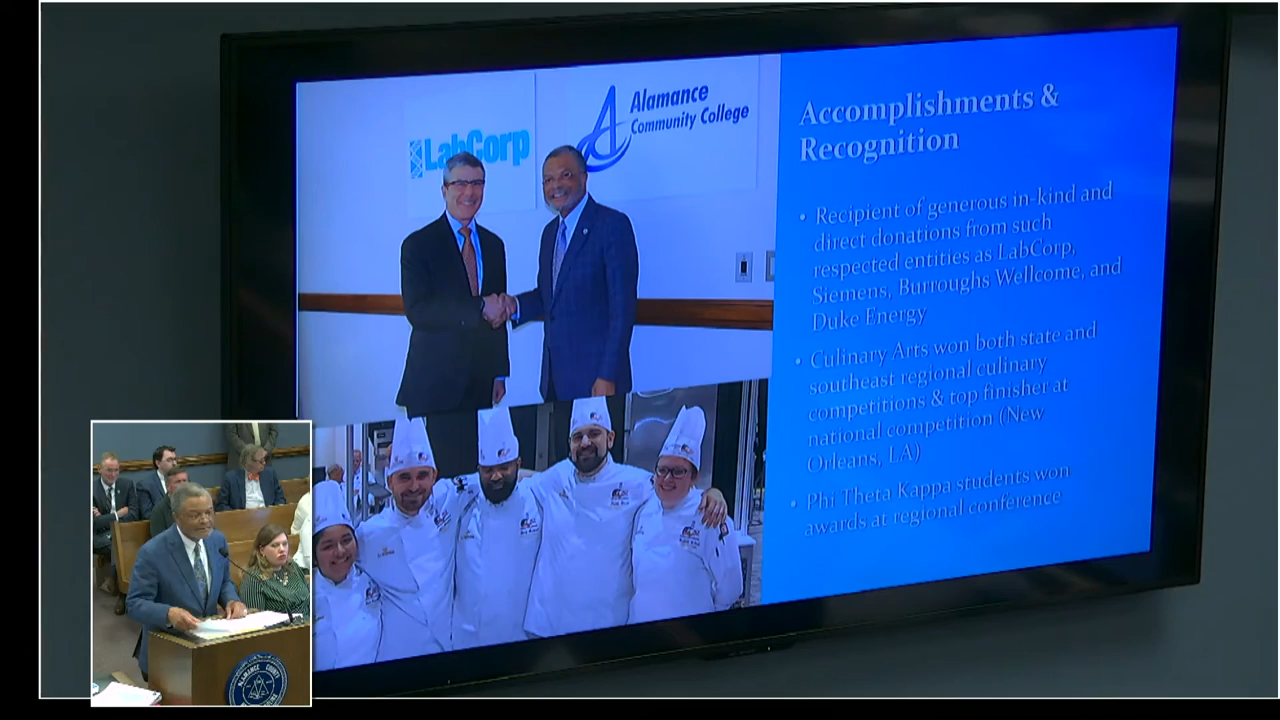 LabCorp
Alamance
Community College
Accomplishments &
Recognition
• Recipient of generous in-kind and
direct donations from such
respected entities as LabCorp,
Siemens, Burroughs Wellcome, and
Duke Energy
• Culinary Arts won both state and
southeast regional culinary
competitions & top finisher at
national competition (New
Orleans, LA)
• Phi Theta Kappa students won
awards at regional conference
ALAMANCE COUNTY